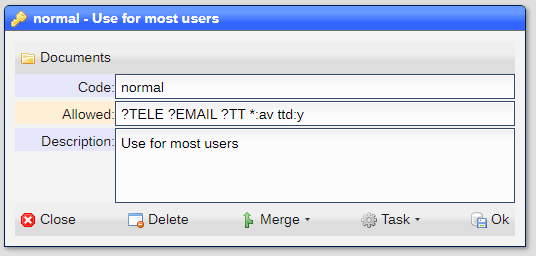 normal - Use for most users
Documents
Code: normal
Allowed: ?TELE ?EMAIL ?TT *:av ttd:y
Description: Use for most users
Close Delete Merge Task Ok